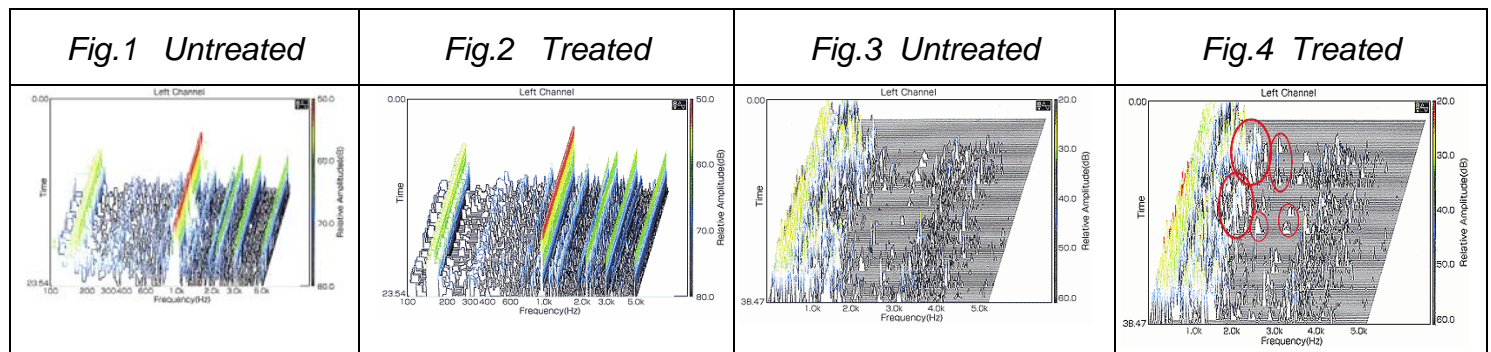 Fig.1 Untreated
Fig.2 Treated
Fig.3 Untreated
Fig.4 Treated
Left Channel
0.00
Time
23.54
100 200 300 400 600 1.0k 2.0k 3.0k 5.0k
Frequency(Hz)
50.0
60.0
70.0
80.0
Relative Amplitude(dB)
Left Channel
0.00
Time
23.54
100 200 300 400 600 1.0k 2.0k 3.0k 5.0k
Frequency(Hz)
50.0
60.0
70.0
80.0
Relative Amplitude(dB)
Left Channel
0.00
Time
38.47
1.0k 2.0k 3.0k 4.0k 5.0k
Frequency(Hz)
20.0
30.0
40.0
50.0
60.0
Relative Amplitude(dB)
Left Channel
0.00
Time
38.47
1.0k 2.0k 3.0k 4.0k 5.0k
Frequency(Hz)
20.0
30.0
40.0
50.0
60.0
Relative Amplitude(dB)